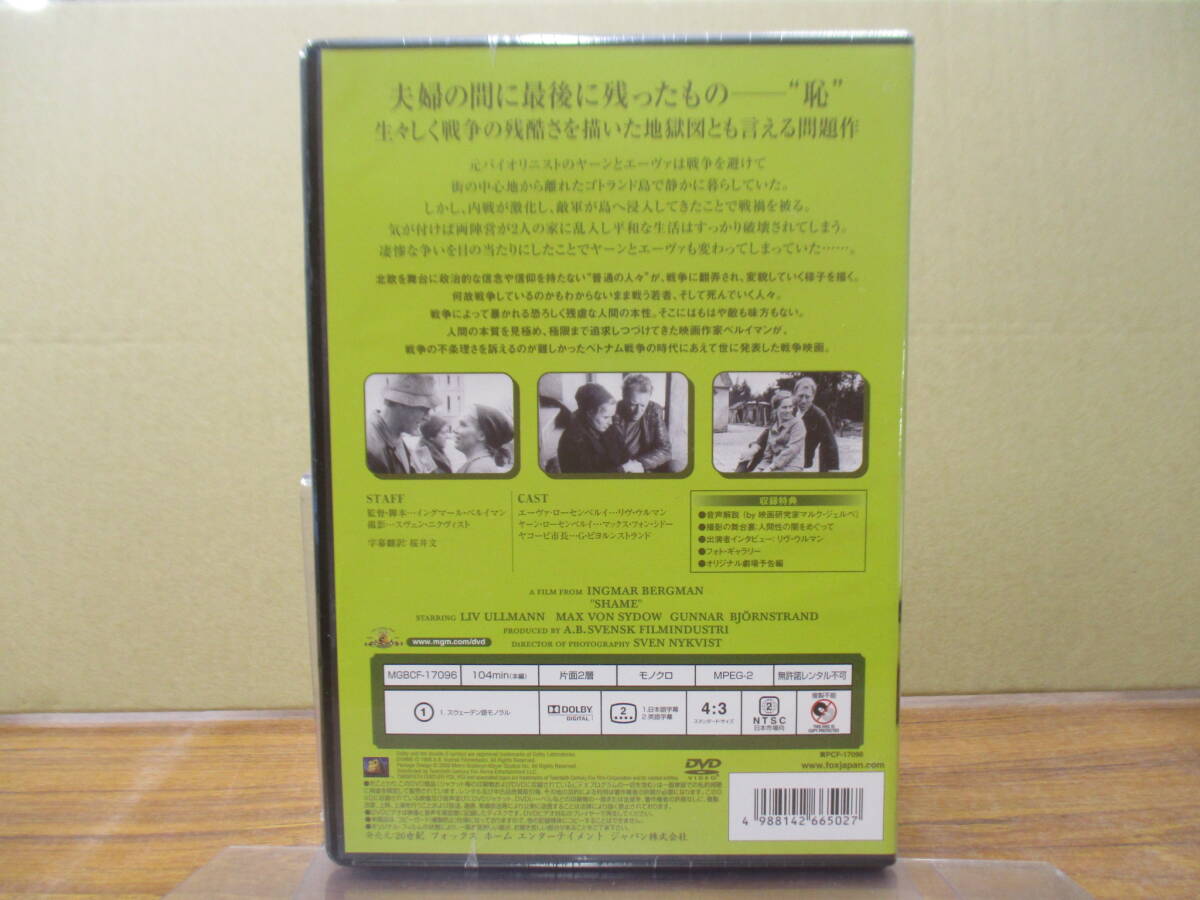 夫婦の間に最後に残ったもの――“恥”
生々しく戦争の残酷さを描いた地獄図とも言える問題作
元バイオリニストのヤーンとエーヴァは戦争を避けて
街の中心地から離れたゴトランド島で静かに暮らしていた。
しかし、内戦が激化し、敵軍が島へ侵入してきたことで戦禍を被る。
気が付けば両陣営が2人の家に乱入し平和な生活はすっかり破壊されてしまう。
凄惨な争いを目の当たりにしたことでヤーンとエーヴァも変わってしまっていた……。
北欧を舞台に政治的な信念や信仰を持たない“普通の人々”が、戦争に翻弄され、変貌していく様子を描く。
何故戦争しているのかもわからないまま戦う若者、そして死んでいく人々。
戦争によって暴かれる恐ろしく残虐な人間の本性。そこにはもはや敵も味方もない。
人間の本質を見極め、極限まで追求しつづけてきた映画作家ベルイマンが、
戦争の不条理さを訴えるのが難しかったベトナム戦争の時代にあえて世に発表した戦争映画。
STAFF
監督・脚本…イングマール・ベルイマン
撮影…スヴェン・ニクヴィスト
字幕翻訳:桜井文
CAST
エーヴァ・ローセンベルイ…リヴ・ウルマン
ヤーン・ローセンベルイ…マックス・フォン・シドー
ヤコービ市長…G・ビヨルンストランド
収録特典
●音声解説(by 映画研究家マルク・ジェルベ)
●撮影の舞台裏:人間性の闇をめぐって
●出演者インタビュー:リヴ・ウルマン
●フォト・ギャラリー
●オリジナル劇場予告編
A FILM FROM INGMAR BERGMAN
"SHAME"
STARRING LIV ULLMANN MAX VON SYDOW GUNNAR BJÖRNSTRAND
PRODUCED BY A.B. SVENSK FILMINDUSTRI
DIRECTOR OF PHOTOGRAPHY SVEN NYKVIST
www.mgm.com/dvd
MGBCF-17096 104min(本編) 片面2層 モノクロ MPEG-2 無許諾レンタル不可
1 1. スウェーデン語モノラル
DOLBY DIGITAL
2 1.日本語字幕
2.英語字幕
4:3 スタンダード・サイズ
2 NTSC 日本市場向
複製不能
東PCF-17096
www.foxjapan.com
DVD VIDEO
発売元/20世紀 フォックス ホーム エンターテイメント ジャパン株式会社
4 988142 665027